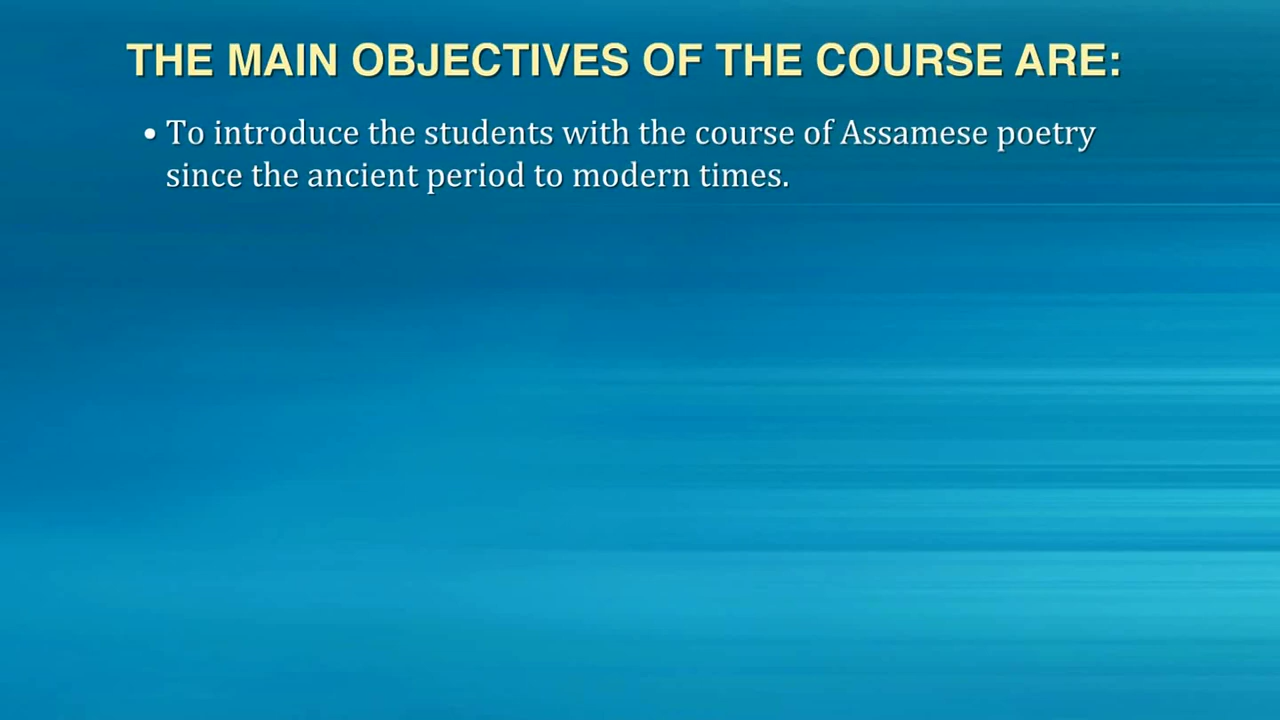 THE MAIN OBJECTIVES OF THE COURSE ARE:
• To introduce the students with the course of Assamese poetry
since the ancient period to modern times.